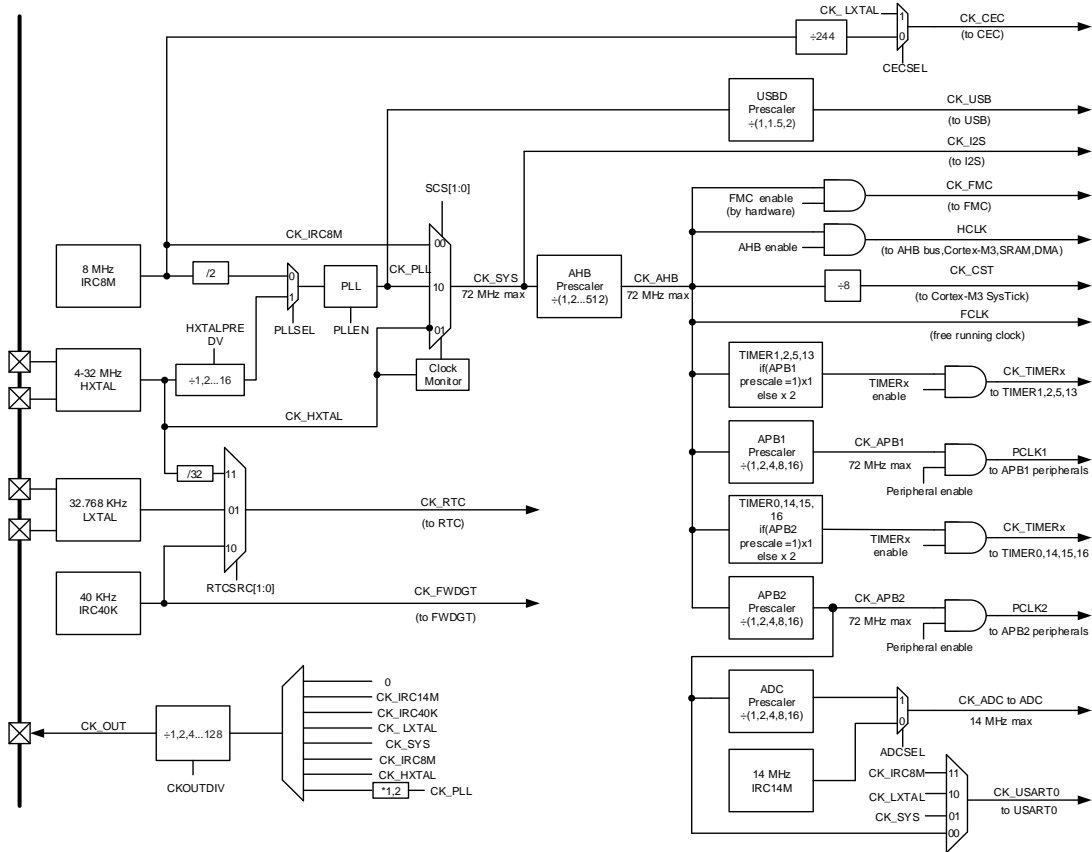 CK_ LXTAL
1
0
CK_CEC
(to CEC)
÷244
CECSEL
USBD
Prescaler
÷(1,1.5,2)
CK_USB
(to USB)
CK_I2S
(to I2S)
SCS[1:0]
FMC enable
(by hardware)
CK_FMC
(to FMC)
CK_IRC8M
00
AHB enable
HCLK
(to AHB bus,Cortex-M3,SRAM,DMA)
8 MHz
IRC8M
/2
0
1
PLLSEL
PLL
PLLEN
CK_PLL
10
01
CK_SYS
72 MHz max
AHB
Prescaler
÷(1,2...512)
CK_AHB
72 MHz max
÷8
CK_CST
(to Cortex-M3 SysTick)
FCLK
(free running clock)
HXTALPRE
DV
÷1,2...16
4-32 MHz
HXTAL
Clock
Monitor
CK_HXTAL
TIMER1,2,5,13
if(APB1
prescale =1)x1
else x 2
TIMERx
enable
CK_TIMERx
to TIMER1,2,5,13
/32
11
01
10
RTCSRC[1:0]
32.768 KHz
LXTAL
CK_RTC
(to RTC)
APB1
Prescaler
÷(1,2,4,8,16)
CK_APB1
72 MHz max
Peripheral enable
PCLK1
to APB1 peripherals
TIMER0,14,15,
16
if(APB2
prescale =1)x1
else x 2
TIMERx
enable
CK_TIMERx
to TIMER0,14,15,16
40 KHz
IRC40K
CK_FWDGT
(to FWDGT)
APB2
Prescaler
÷(1,2,4,8,16)
CK_APB2
72 MHz max
Peripheral enable
PCLK2
to APB2 peripherals
CK_OUT
÷1,2,4...128
CKOUTDIV
0
CK_IRC14M
CK_IRC40K
CK_ LXTAL
CK_SYS
CK_IRC8M
CK_HXTAL
*1,2
CK_PLL
ADC
Prescaler
÷(1,2,4,8,16)
1
0
ADCSEL
CK_ADC to ADC
14 MHz max
14 MHz
IRC14M
CK_IRC8M
11
CK_LXTAL
10
CK_SYS
01
00
CK_USART0
to USART0